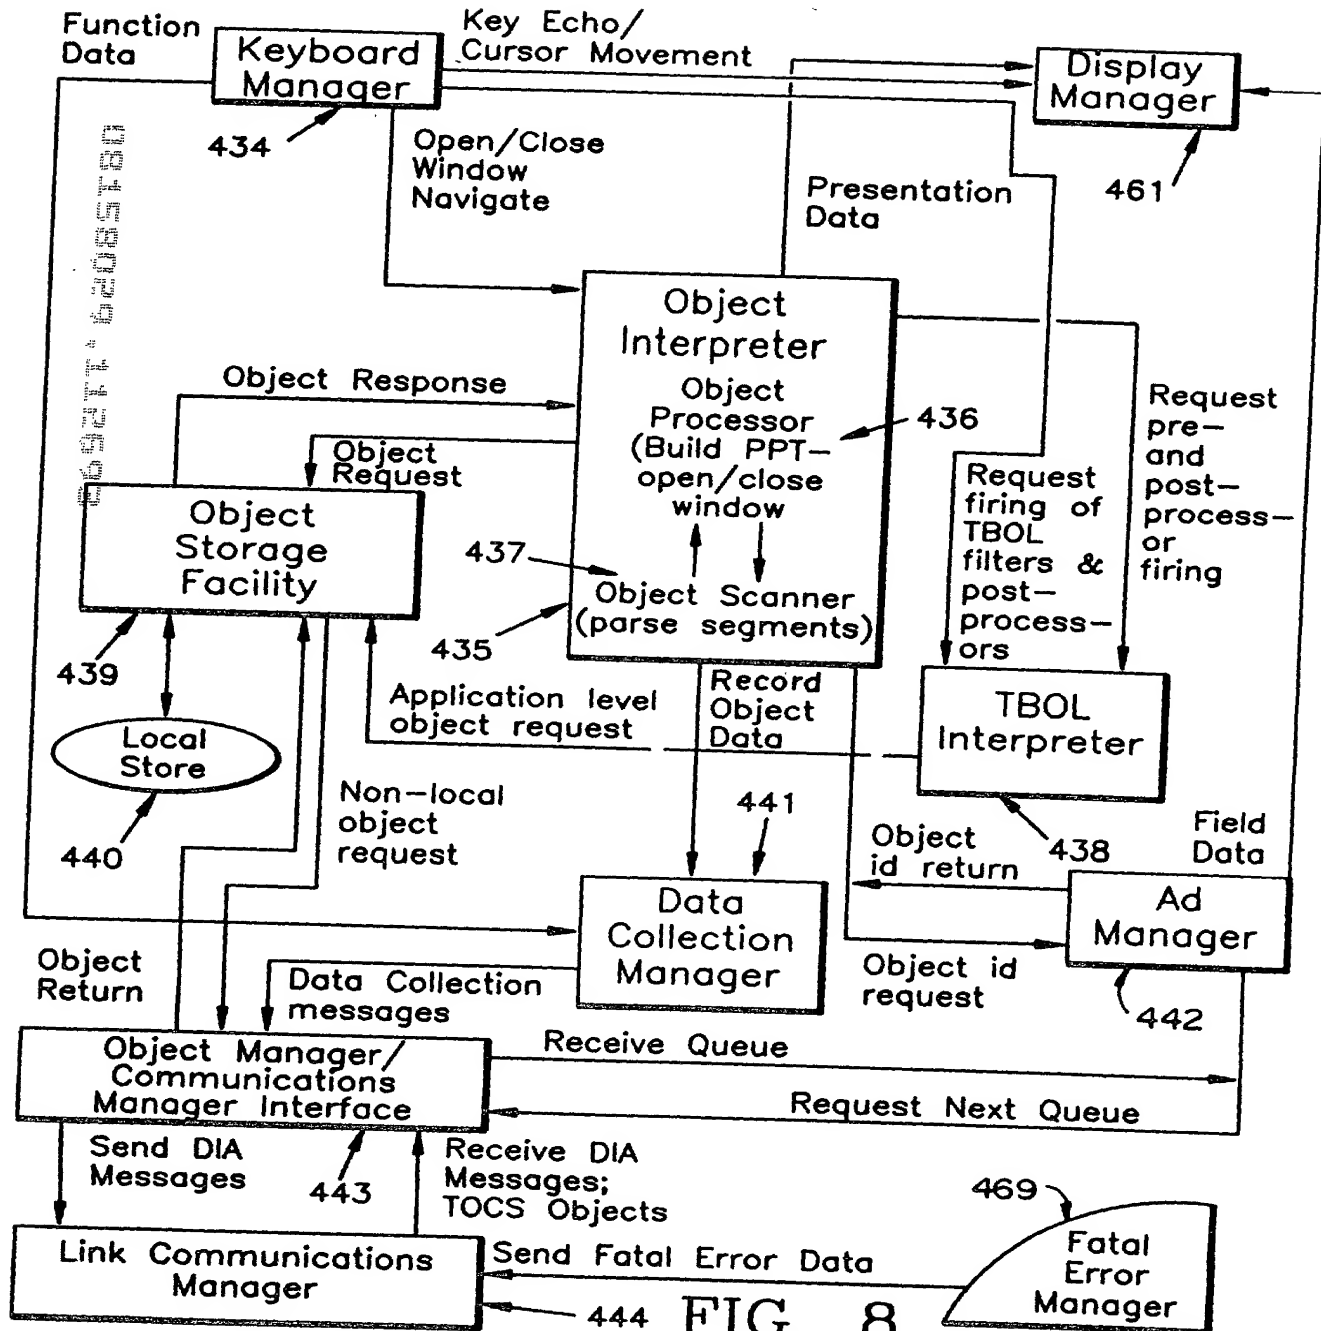 Function
Data
Keyboard
Manager
434
Key Echo/
Cursor Movement
Display
Manager
461
Open/Close
Window
Navigate
Presentation
Data
Object
Interpreter
Object
Processor
(Build PPT–
open/close
window
436
437
Object Scanner
(parse segments)
435
Object Response
Object
Request
Object
Storage
Facility
439
Local
Store
440
Request
firing of
TBOL
filters &
post–
process–
ors
Request
pre–
and
post–
process–
or
firing
Application level
object request
Record
Object
Data
TBOL
Interpreter
438
Non–local
object
request
441
Object
id return
Field
Data
Data
Collection
Manager
Ad
Manager
442
Object
Return
Data Collection
messages
Object id
request
Object Manager/
Communications
Manager Interface
Receive Queue
Request Next Queue
Send DIA
Messages
443
Receive DIA
Messages;
TOCS Objects
469
Link Communications
Manager
Send Fatal Error Data
Fatal
Error
Manager
444
FIG. 8